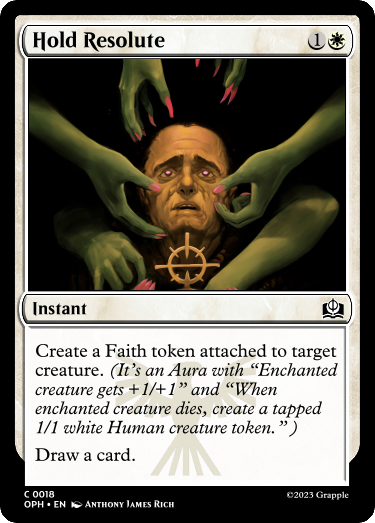 Hold Resolute 1
Instant
Create a Faith token attached to target
creature. (It's an Aura with “Enchanted
creature gets +1/+1” and “When
enchanted creature dies, create a tapped
1/1 white Human creature token.” )
Draw a card.
C 0018
OPH • EN Anthony James Rich ©2023 Grapple